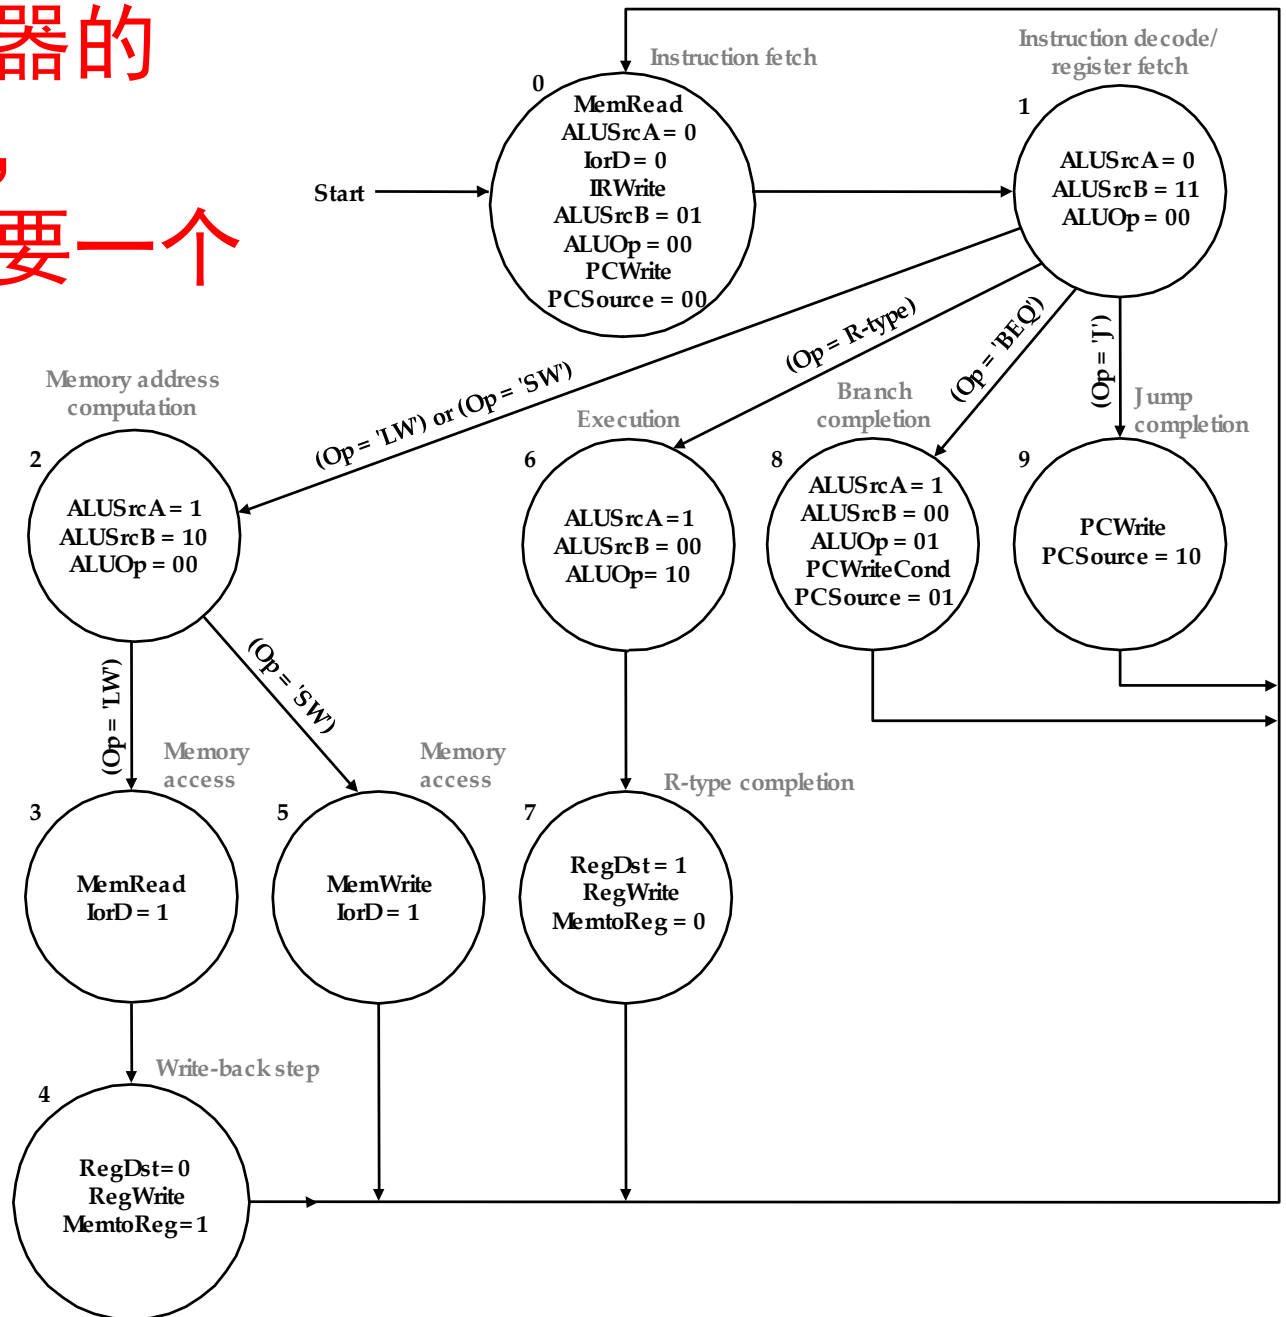 器的
,
要一个
Instruction fetch
Instruction decode/
register fetch
0
MemRead
ALUSrcA = 0
IorD = 0
IRWrite
ALUSrcB = 01
ALUOp = 00
PCWrite
PCSource = 00
1
ALUSrcA = 0
ALUSrcB = 11
ALUOp = 00
Start
(Op = 'LW') or (Op = 'SW')
(Op = R-type)
(Op = 'BEQ')
(Op = 'J')
Memory address
computation
2
ALUSrcA = 1
ALUSrcB = 10
ALUOp = 00
Execution
6
ALUSrcA =1
ALUSrcB = 00
ALUOp= 10
Branch
completion
8
ALUSrcA = 1
ALUSrcB = 00
ALUOp = 01
PCWriteCond
PCSource = 01
Jump
completion
9
PCWrite
PCSource = 10
(Op = 'LW')
(Op = 'SW')
Memory
access
3
MemRead
IorD = 1
Memory
access
5
MemWrite
IorD = 1
R-type completion
7
RegDst = 1
RegWrite
MemtoReg = 0
Write-back step
4
RegDst=0
RegWrite
MemtoReg=1